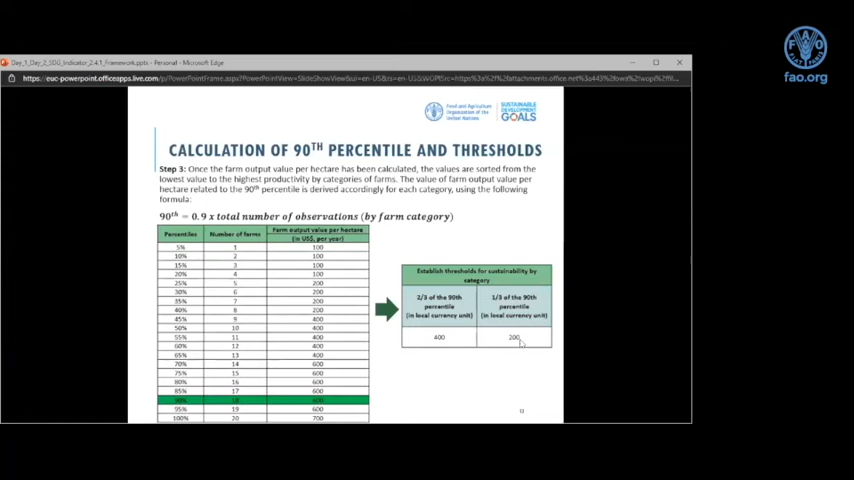 FAO
FIAT PANIS
fao.org
Day_1_Day_2_SDG_Indicator_2.4.1_Framework.pptx - Personal - Microsoft Edge
Food and Agriculture
Organization of the
United Nations
SUSTAINABLE
DEVELOPMENT
GOALS
CALCULATION OF 90TH PERCENTILE AND THRESHOLDS
Step 3: Once the farm output value per hectare has been calculated, the values are sorted from the
lowest value to the highest productivity by categories of farms. The value of farm output value per
hectare related to the 90th percentile is derived accordingly for each category, using the following
formula:
90th = 0.9 x total number of observations (by farm category)
Percentiles Number of farms Farm output value per hectare
(in US$, per year)
5% 1 100
10% 2 100
15% 3 100
20% 4 100
25% 5 200
30% 6 200
35% 7 200
40% 8 200
45% 9 400
50% 10 400
55% 11 400
60% 12 400
65% 13 400
70% 14 600
75% 15 600
80% 16 600
85% 17 600
90% 18 600
95% 19 600
100% 20 700
Establish thresholds for sustainability by
category
2/3 of the 90th
percentile
(in local currency unit)
1/3 of the 90th
percentile
(in local currency unit)
400 200